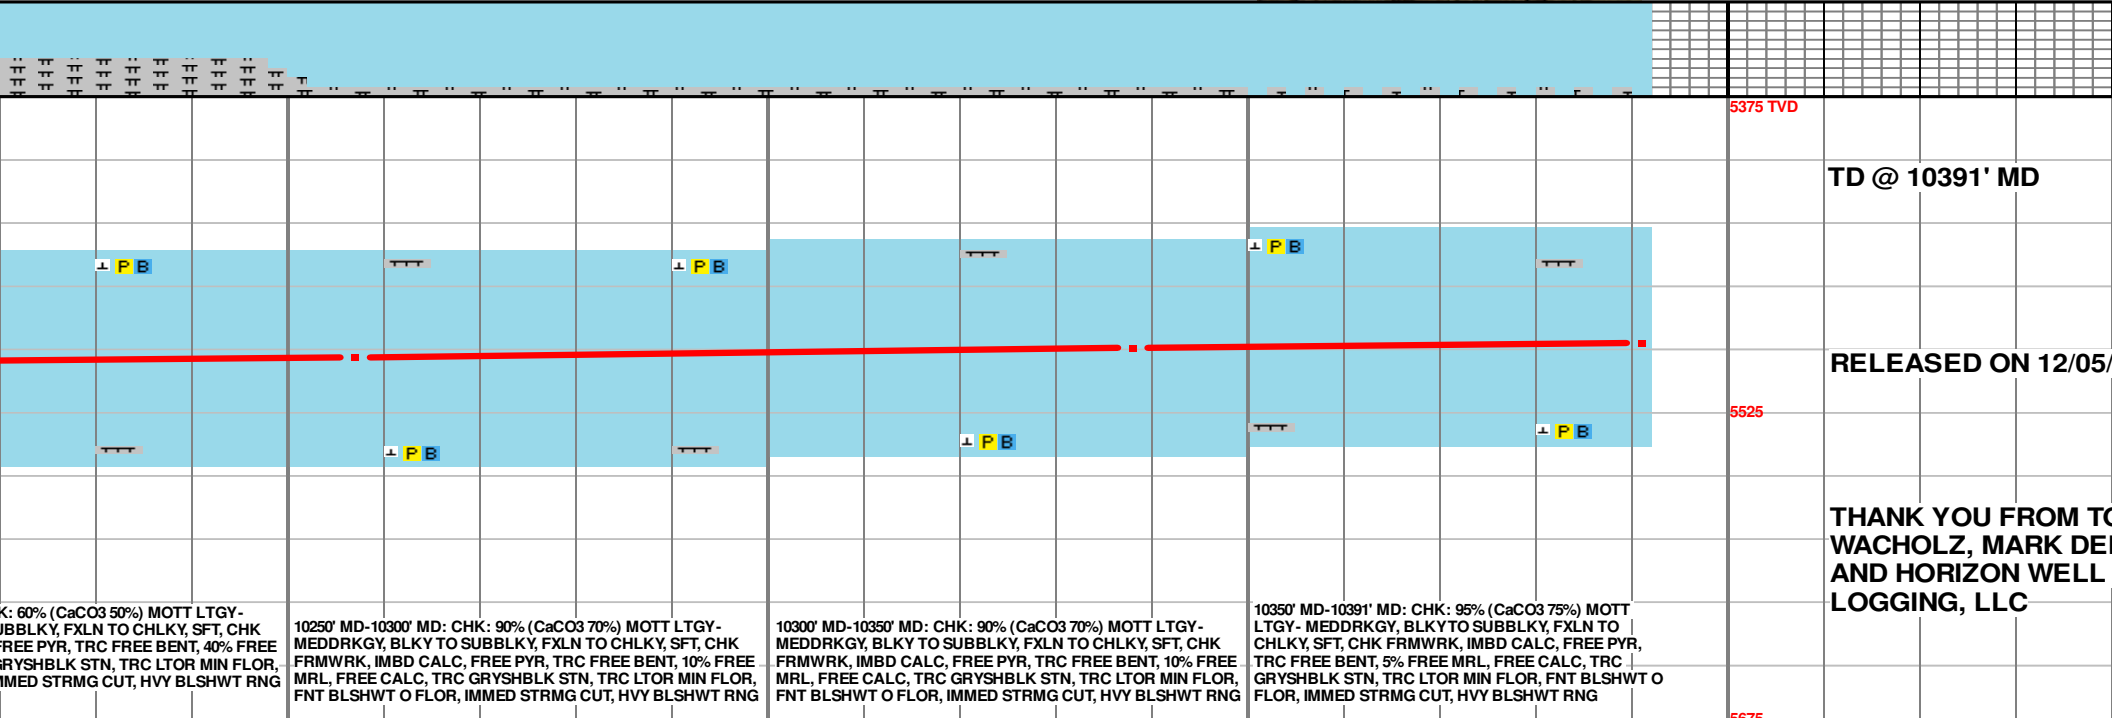 5375 TVD
TD @ 10391' MD
P B
P B
P B
RELEASED ON 12/05/
5525
P B
P B
P B
THANK YOU FROM
WACHOLZ, MARK
AND HORIZON WELL
LOGGING, LLC
K: 60% (CaCO3 50%) MOTT LTGY-
UBBLKY, FXLN TO CHLKY, SFT, CHK
FREE PYR, TRC FREE BENT, 40% FREE
GRYSHBLK STN, TRC LTOR MIN FLOR,
MMED STRMG CUT, HVY BLSHWT RNG
10250' MD-10300' MD: CHK: 90% (CaCO3 70%) MOTT LTGY-
MEDDRKGY, BLKY TO SUBBLKY, FXLN TO CHLKY, SFT, CHK
FRMWRK, IMBD CALC, FREE PYR, TRC FREE BENT, 10% FREE
MRL, FREE CALC, TRC GRYSHBLK STN, TRC LTOR MIN FLOR,
FNT BLSHWT O FLOR, IMMED STRMG CUT, HVY BLSHWT RNG
10300' MD-10350' MD: CHK: 90% (CaCO3 70%) MOTT LTGY-
MEDDRKGY, BLKY TO SUBBLKY, FXLN TO CHLKY, SFT, CHK
FRMWRK, IMBD CALC, FREE PYR, TRC FREE BENT, 10% FREE
MRL, FREE CALC, TRC GRYSHBLK STN, TRC LTOR MIN FLOR,
FNT BLSHWT O FLOR, IMMED STRMG CUT, HVY BLSHWT RNG
10350' MD-10391' MD: CHK: 95% (CaCO3 75%) MOTT
LTGY- MEDDRKGY, BLKY TO SUBBLKY, FXLN TO
CHLKY, SFT, CHK FRMWRK, IMBD CALC, FREE PYR,
TRC FREE BENT, 5% FREE MRL, FREE CALC, TRC
GRYSHBLK STN, TRC LTOR MIN FLOR, FNT BLSHWT O
FLOR, IMMED STRMG CUT, HVY BLSHWT RNG
5675